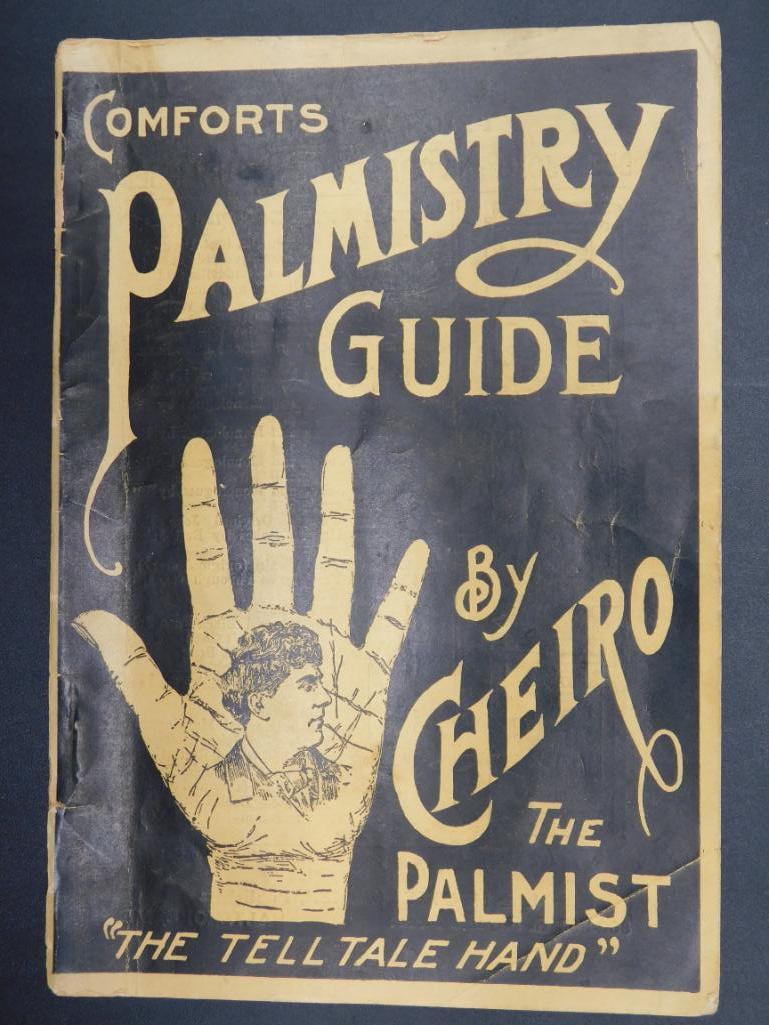 COMFORTS
PALMISTRY
GUIDE
BY
CHEIRO
THE
PALMIST
"THE TELL TALE HAND"